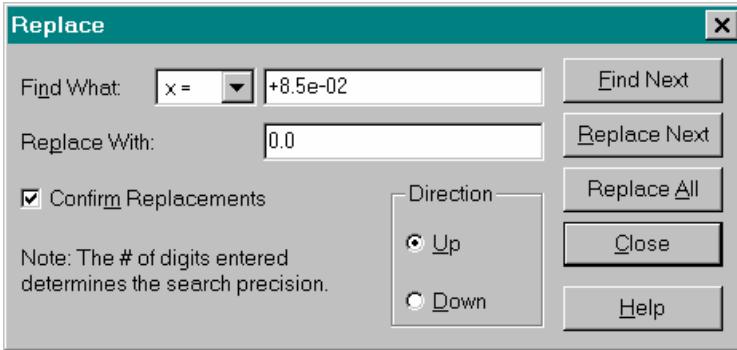 Replace
Find What: x = +8.5e-02
Find Next
Replace With: 0.0
Replace Next
Confirm Replacements
Direction
Replace All
Up
Close
Note: The # of digits entered
determines the search precision.
Down
Help